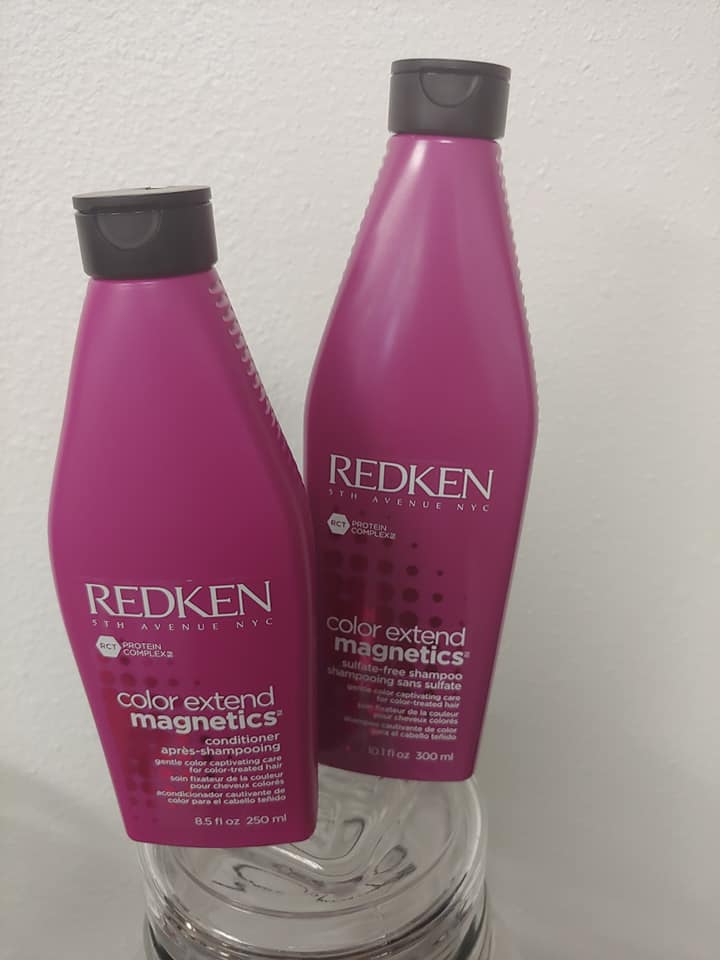 REDKEN
5TH AVENUE NYC
RCT PROTEIN
COMPLEX
color extend
magnetics
conditioner
après-shampooing
gentle color captivating care
for color-treated hair
soin fixateur de la couleur
pour cheveux colorés
acondicionador cautivante de
color para el cabello teñido
8.5 fl oz 250 ml
REDKEN
5TH AVENUE NYC
RCT PROTEIN
COMPLEX
color extend
magnetics
sulfate-free shampoo
shampooing sans sulfate
gentle color captivating care
for color-treated hair
soin fixateur de la couleur
pour cheveux colorés
shampoo cautivante de color
para el cabello teñido
10.1 fl oz 300 ml